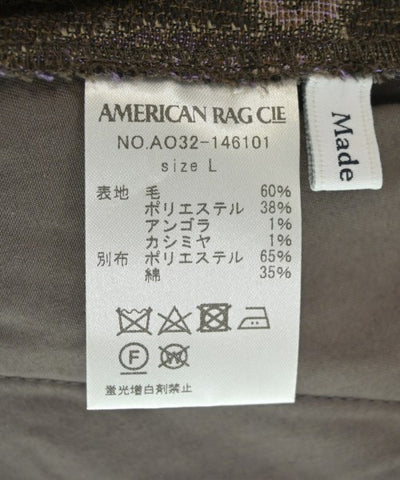 AMERICAN RAG CIE
NO.AO32-146101
size L
表地 毛 60%
ポリエステル 38%
アンゴラ 1%
カシミヤ 1%
別布 ポリエステル 65%
綿 35%
F W
蛍光増白剤禁止
Made